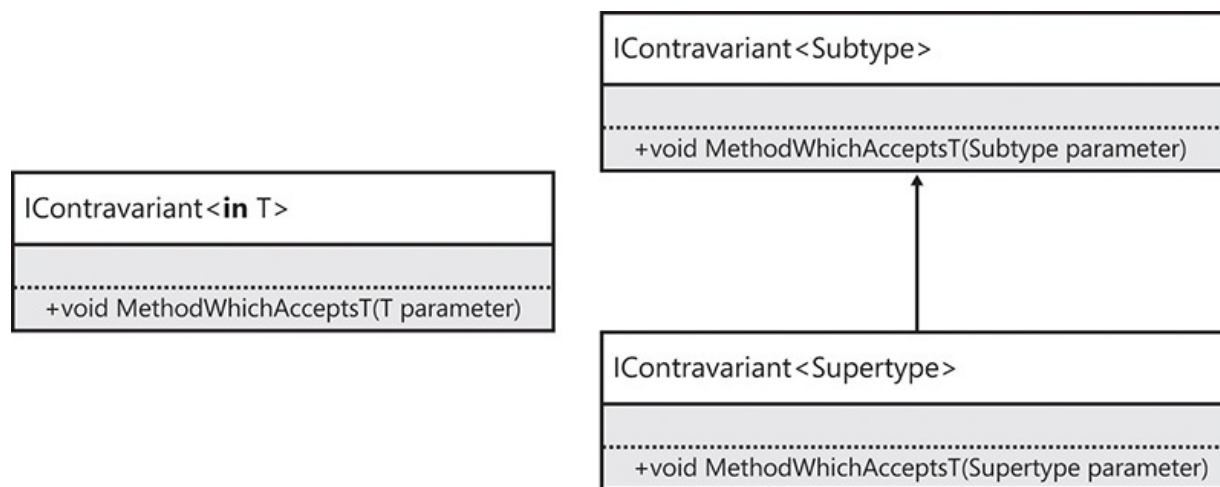 IContravariant<Subtype>
+void MethodWhichAcceptsT(Subtype parameter)
IContravariant<in T>
+void MethodWhichAcceptsT(T parameter)
IContravariant<Supertype>
+void MethodWhichAcceptsT(Supertype parameter)